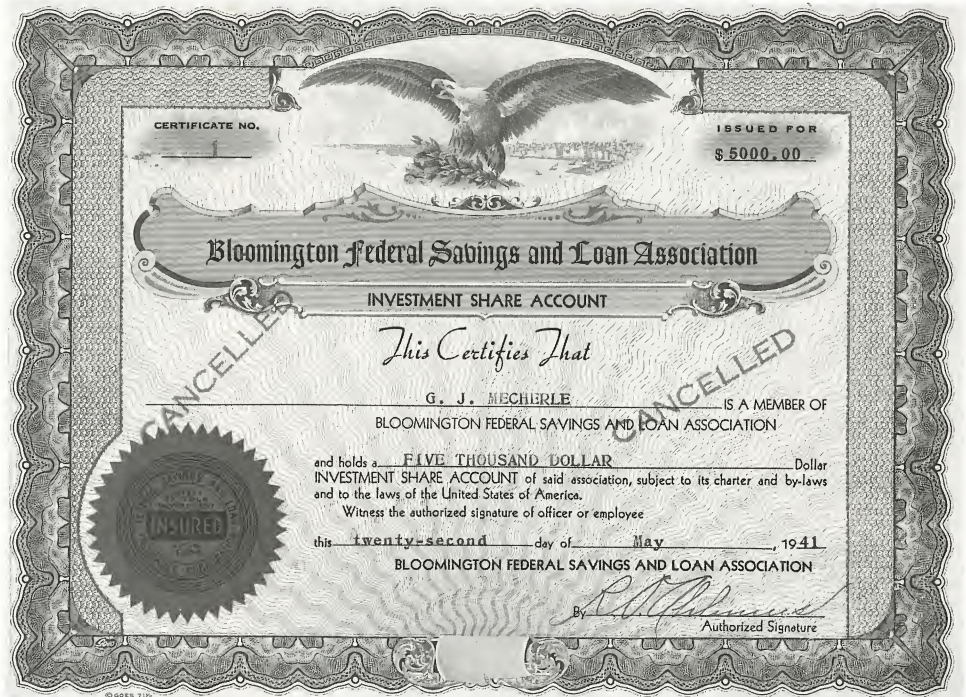 CERTIFICATE NO.
1
ISSUED FOR
$ 5000.00
Bloomington Federal Savings and Loan Association
INVESTMENT SHARE ACCOUNT
This Certifies That
CANCELLED
CANCELLED
G. J. MECHERLE IS A MEMBER OF
BLOOMINGTON FEDERAL SAVINGS AND LOAN ASSOCIATION
and holds a FIVE THOUSAND DOLLAR Dollar
INVESTMENT SHARE ACCOUNT of said association, subject to its charter and by-laws
and to the laws of the United States of America.
Witness the authorized signature of officer or employee
INSURED
this twenty-second day of May, 1941
BLOOMINGTON FEDERAL SAVINGS AND LOAN ASSOCIATION
By
Authorized Signature
© GOES